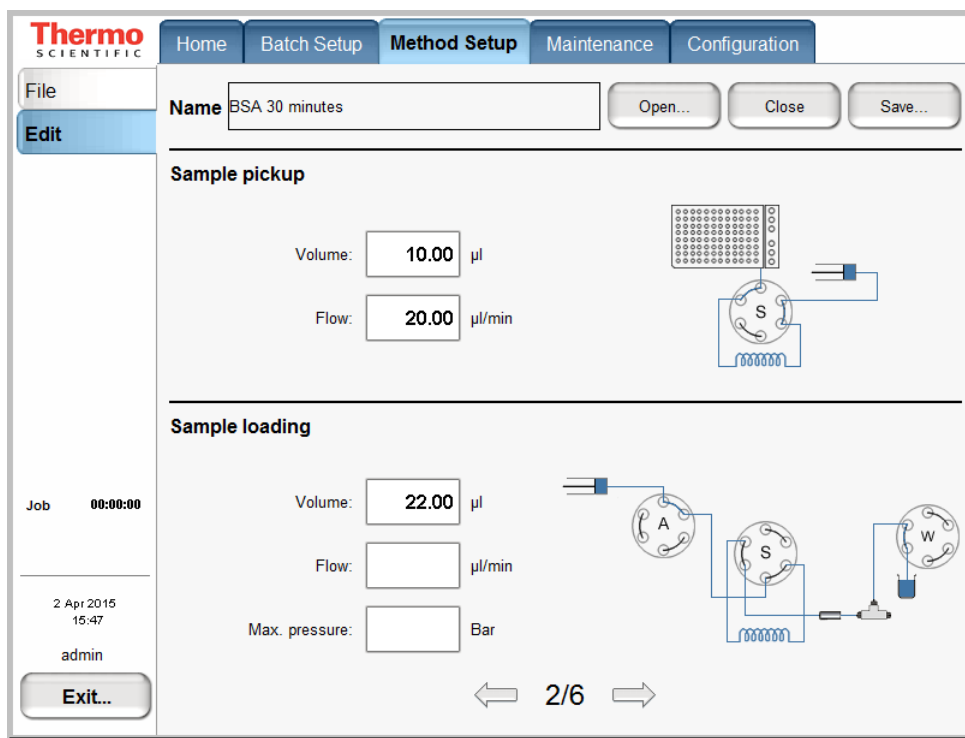 Thermo
SCIENTIFIC
Home Batch Setup Method Setup Maintenance Configuration
File
Edit
Name BSA 30 minutes Open... Close Save...
Sample pickup
Volume: 10.00 µl
Flow: 20.00 µl/min
S
Sample loading
Volume: 22.00 µl
Flow: µl/min
Max. pressure: Bar
A
S
W
Job 00:00:00
2 Apr 2015
15:47
admin
Exit...
2/6